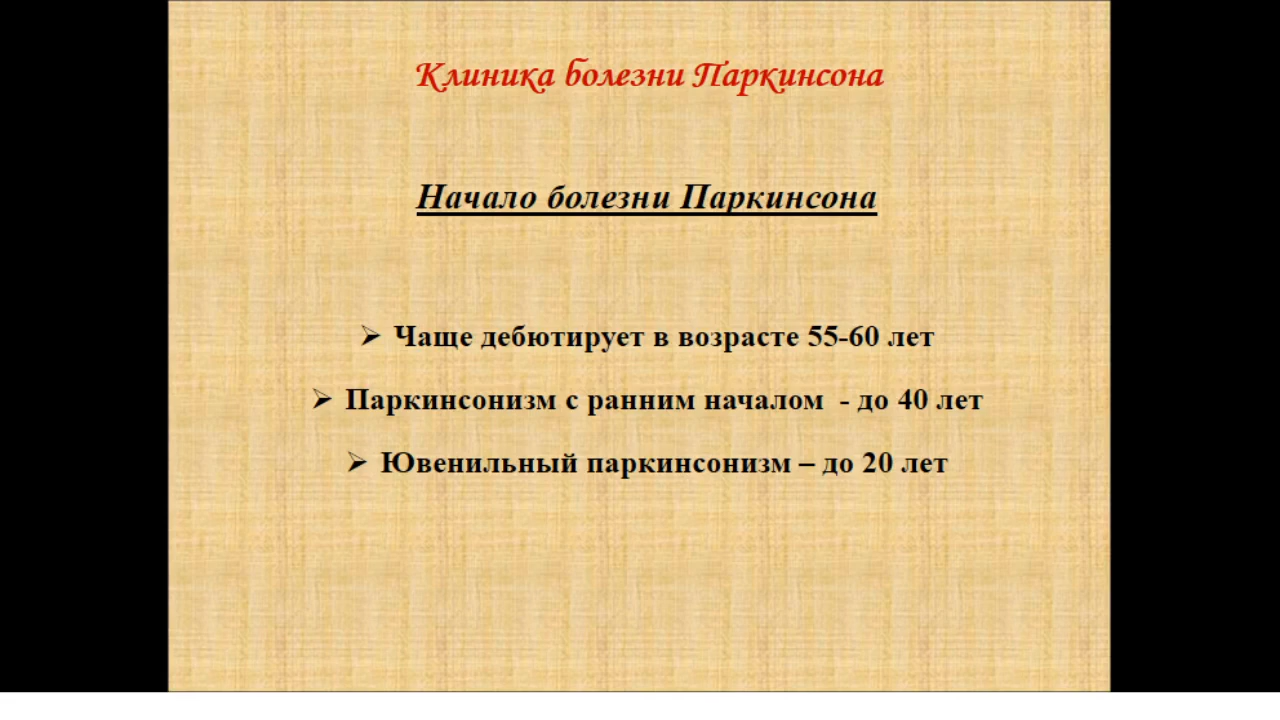 Клиника болезни Паркинсона
Начало болезни Паркинсона
➢ Чаще дебютирует в возрасте 55-60 лет
➢ Паркинсонизм с ранним началом - до 40 лет
➢ Ювенильный паркинсонизм – до 20 лет